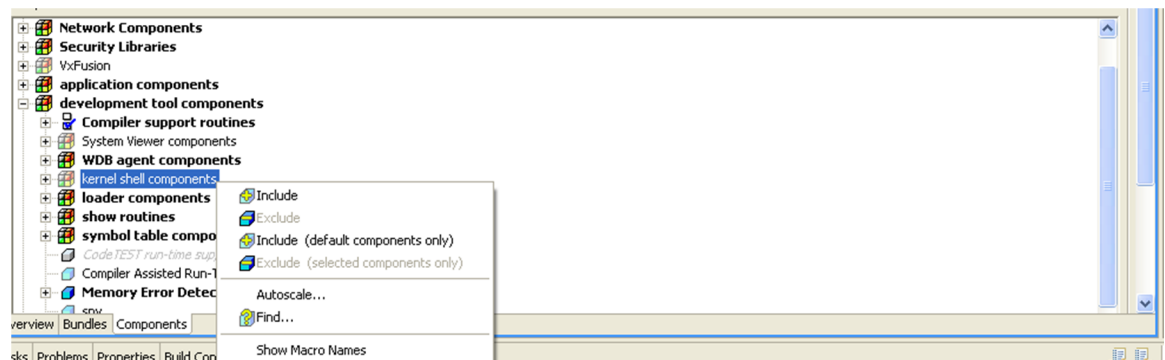 Network Components
Security Libraries
VxFusion
application components
development tool components
Compiler support routines
System Viewer components
WDB agent components
kernel shell components
loader components
show routines
symbol table compo
CodeTEST run-time sup
Compiler Assisted Run-T
Memory Error Detec
spy
Include
Exclude
Include (default components only)
Exclude (selected components only)
Autoscale...
Find...
Show Macro Names
verview Bundles Components
sks Problems Properties Build Con